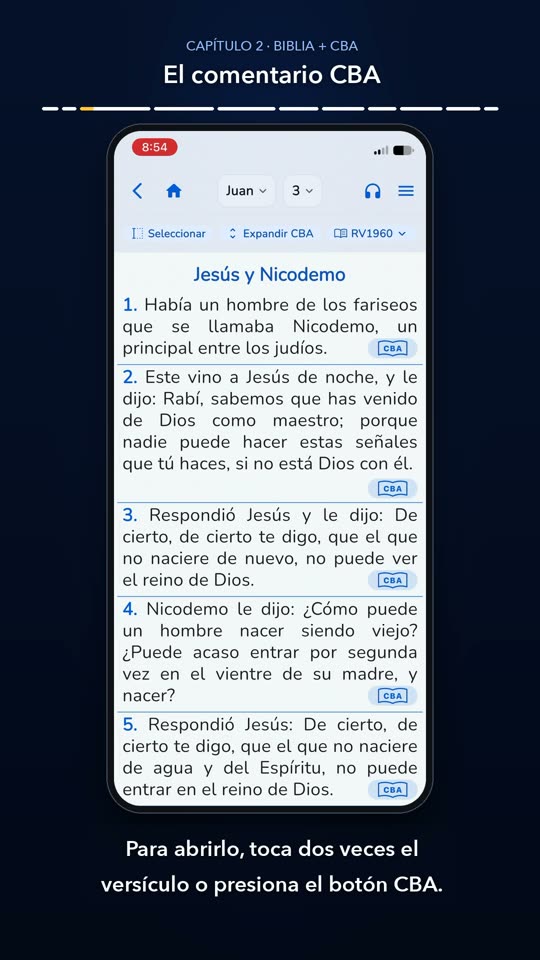 CAPÍTULO 2 · BIBLIA + CBA
El comentario CBA
8:54
Juan 3
Seleccionar Expandir CBA RV1960
Jesús y Nicodemo
1. Había un hombre de los fariseos
que se llamaba Nicodemo, un
principal entre los judíos. CBA
2. Este vino a Jesús de noche, y le
dijo: Rabí, sabemos que has venido
de Dios como maestro; porque
nadie puede hacer estas señales
que tú haces, si no está Dios con él.
CBA
3. Respondió Jesús y le dijo: De
cierto, de cierto te digo, que el que
no naciere de nuevo, no puede ver
el reino de Dios. CBA
4. Nicodemo le dijo: ¿Cómo puede
un hombre nacer siendo viejo?
¿Puede acaso entrar por segunda
vez en el vientre de su madre, y
nacer? CBA
5. Respondió Jesús: De cierto, de
cierto te digo, que el que no naciere
de agua y del Espíritu, no puede
entrar en el reino de Dios. CBA
Para abrirlo, toca dos veces el
versículo o presiona el botón CBA.